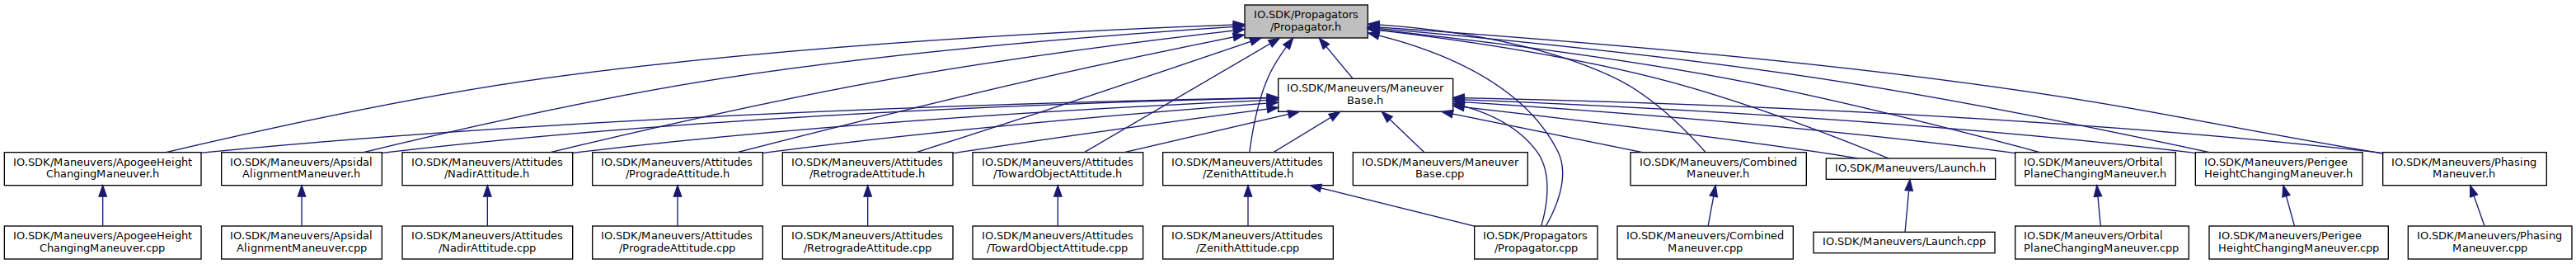 IO.SDK/Propagators
/Propagator.h
IO.SDK/Maneuvers/Maneuver
Base.h
IO.SDK/Maneuvers/ApogeeHeight
ChangingManeuver.h
IO.SDK/Maneuvers/Apsidal
AlignmentManeuver.h
IO.SDK/Maneuvers/Attitudes
/NadirAttitude.h
IO.SDK/Maneuvers/Attitudes
/ProgradeAttitude.h
IO.SDK/Maneuvers/Attitudes
/RetrogradeAttitude.h
IO.SDK/Maneuvers/Attitudes
/TowardObjectAttitude.h
IO.SDK/Maneuvers/Attitudes
/ZenithAttitude.h
IO.SDK/Maneuvers/Maneuver
Base.cpp
IO.SDK/Maneuvers/Combined
Maneuver.h
IO.SDK/Maneuvers/Launch.h
IO.SDK/Maneuvers/Orbital
PlaneChangingManeuver.h
IO.SDK/Maneuvers/Perigee
HeightChangingManeuver.h
IO.SDK/Maneuvers/Phasing
Maneuver.h
IO.SDK/Maneuvers/ApogeeHeight
ChangingManeuver.cpp
IO.SDK/Maneuvers/Apsidal
AlignmentManeuver.cpp
IO.SDK/Maneuvers/Attitudes
/NadirAttitude.cpp
IO.SDK/Maneuvers/Attitudes
/ProgradeAttitude.cpp
IO.SDK/Maneuvers/Attitudes
/RetrogradeAttitude.cpp
IO.SDK/Maneuvers/Attitudes
/TowardObjectAttitude.cpp
IO.SDK/Maneuvers/Attitudes
/ZenithAttitude.cpp
IO.SDK/Propagators
/Propagator.cpp
IO.SDK/Maneuvers/Combined
Maneuver.cpp
IO.SDK/Maneuvers/Launch.cpp
IO.SDK/Maneuvers/Orbital
PlaneChangingManeuver.cpp
IO.SDK/Maneuvers/Perigee
HeightChangingManeuver.cpp
IO.SDK/Maneuvers/Phasing
Maneuver.cpp